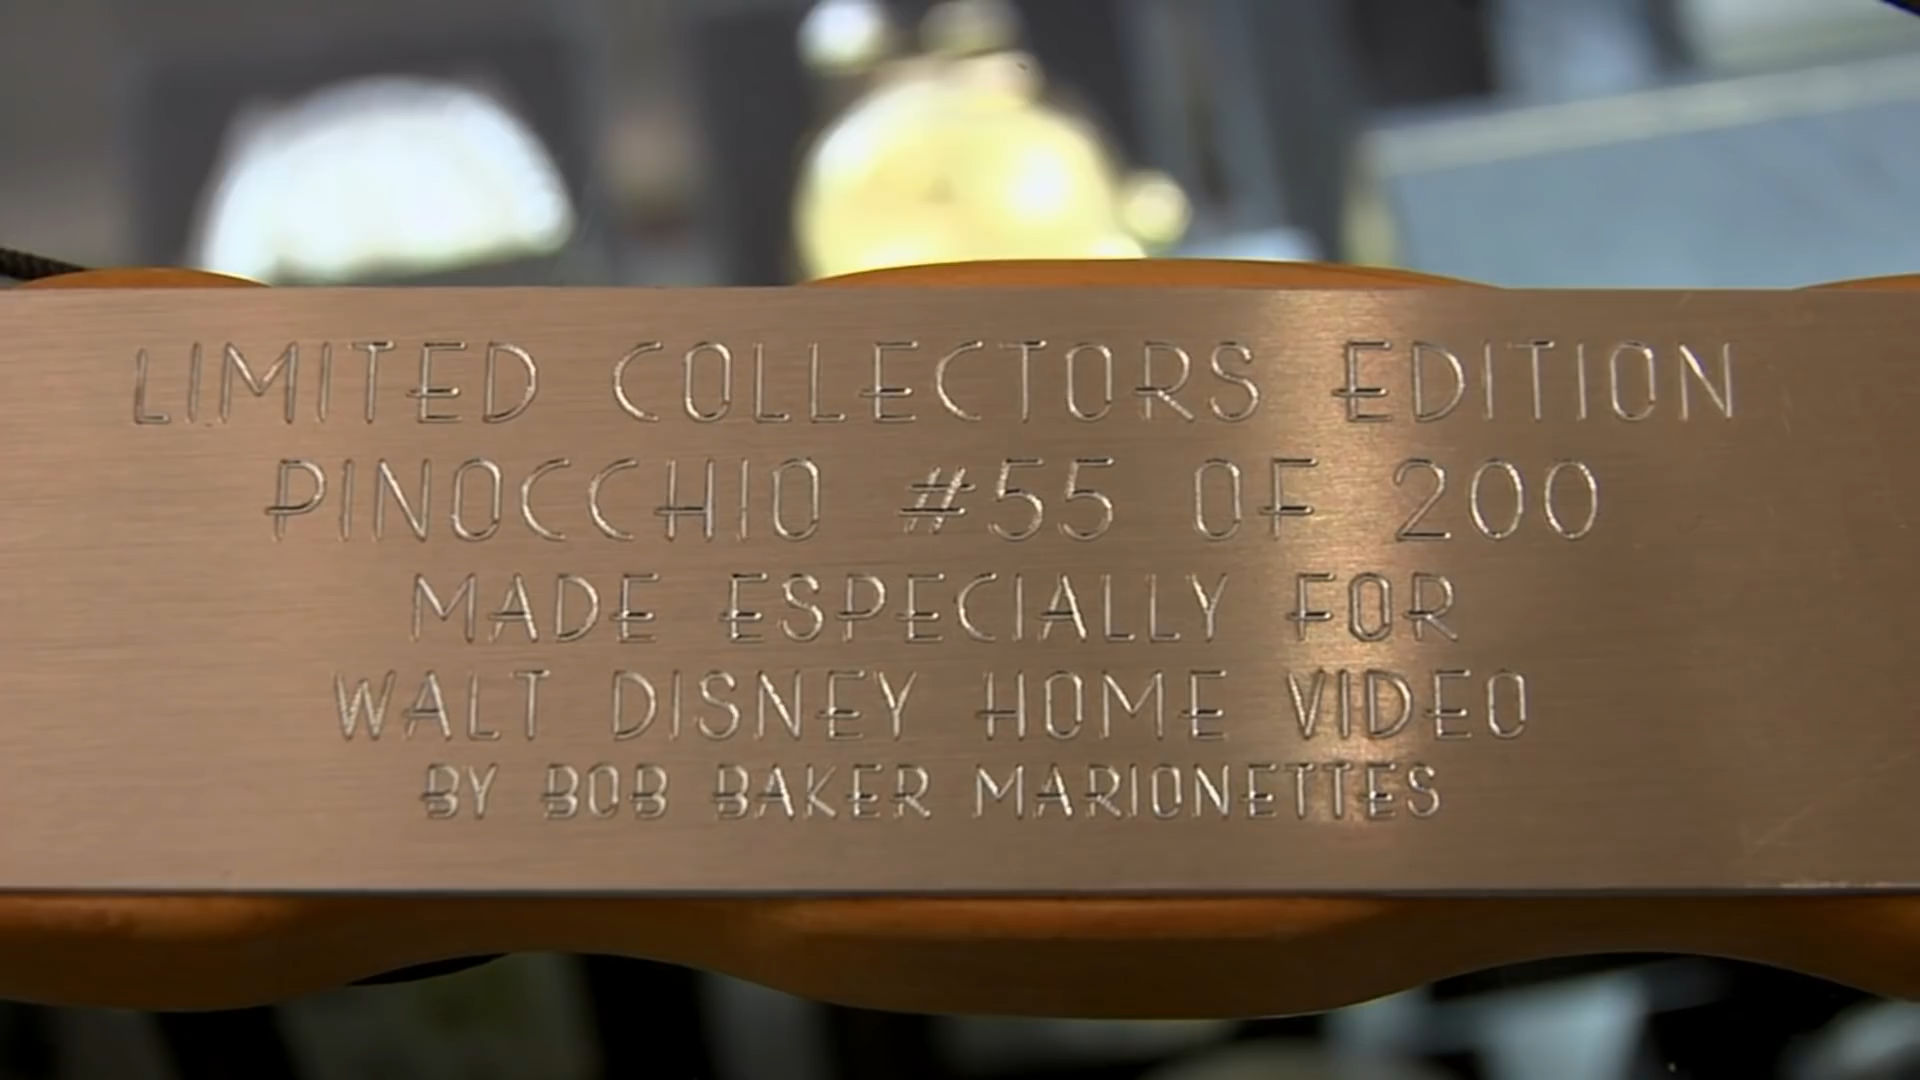 LIMITED COLLECTORS EDITION
PINOCCHIO #55 OF 200
MADE ESPECIALLY FOR
WALT DISNEY HOME VIDEO
BY BOB BAKER MARIONETTES